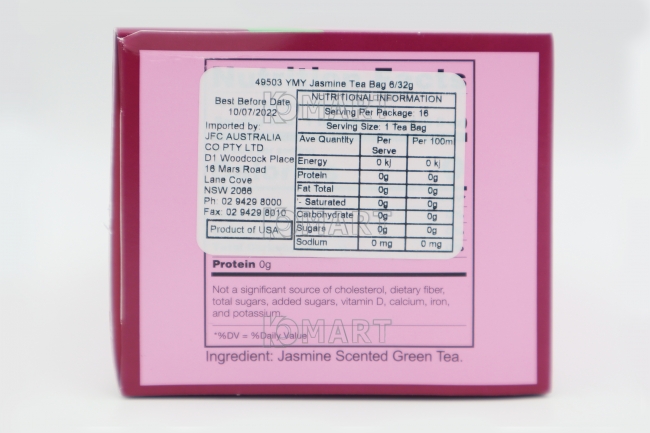 49503 YMY Jasmine Tea Bag 6/32g
Best Before Date
10/07/2022
Imported by:
JFC AUSTRALIA
CO PTY LTD
D1 Woodcock Place
16 Mars Road
Lane Cove
NSW 2066
Ph: 02 9429 8000
Fax: 02 9429 8010
Product of USA
NUTRITIONAL INFORMATION
Serving Per Package: 16
Serving Size: 1 Tea Bag
Ave Quantity Per Serve Per 100ml
Energy 0 kj 0 kj
Protein 0g 0g
Fat Total 0g 0g
- Saturated 0g 0g
Carbohydrate 0g 0g
Sugars 0g 0g
Sodium 0 mg 0 mg
Protein 0g
Not a significant source of cholesterol, dietary fiber,
total sugars, added sugars, vitamin D, calcium, iron,
and potassium.
*%DV = %Daily Value
Ingredient: Jasmine Scented Green Tea.
KOMART
KOMART
KOMART